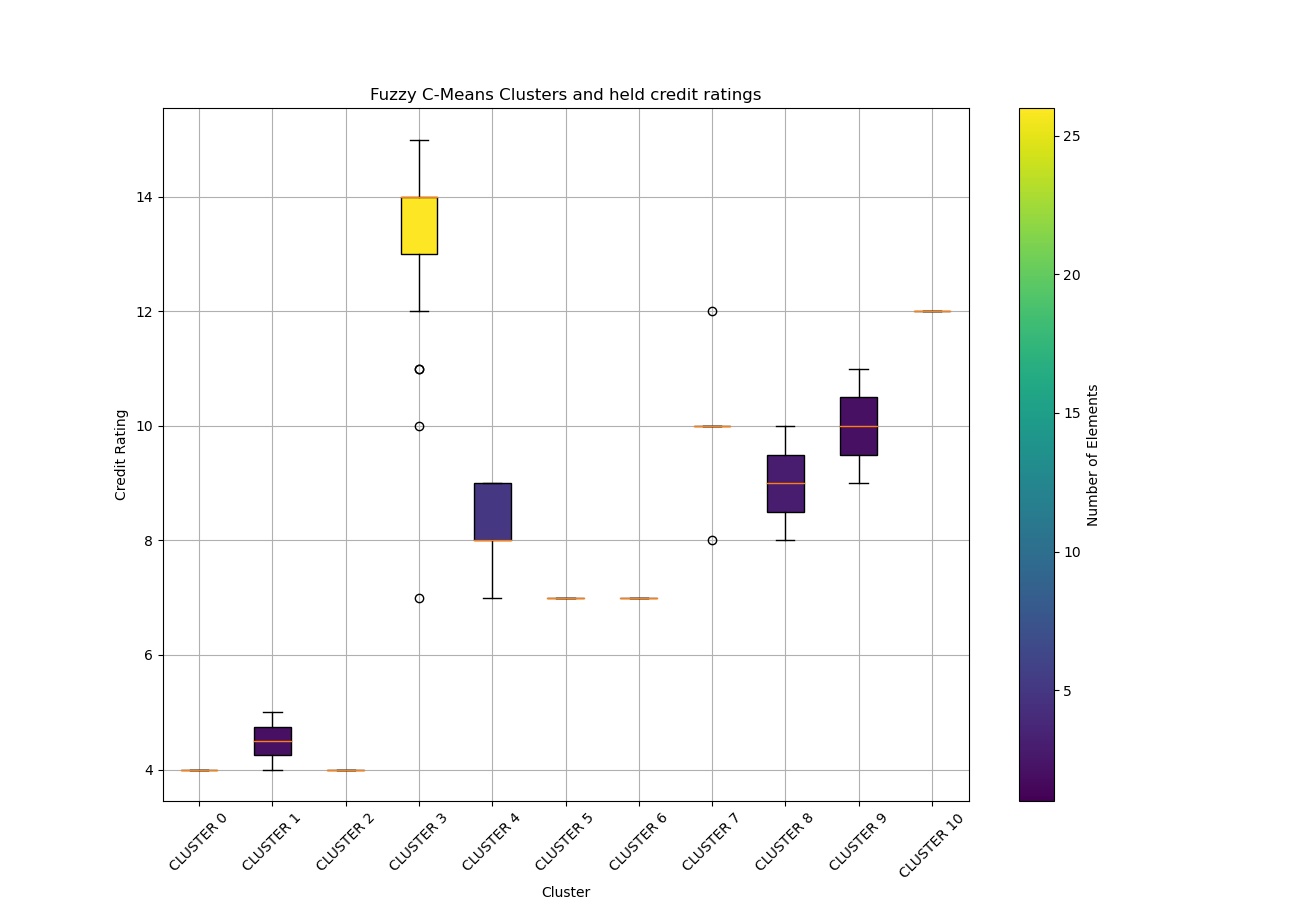 Fuzzy C-Means Clusters and held credit ratings
14
12
10
8
6
4
Credit Rating
CLUSTER 0
CLUSTER 1
CLUSTER 2
CLUSTER 3
CLUSTER 4
CLUSTER 5
CLUSTER 6
CLUSTER 7
CLUSTER 8
CLUSTER 9
CLUSTER 10
Cluster
25
20
15
10
5
Number of Elements